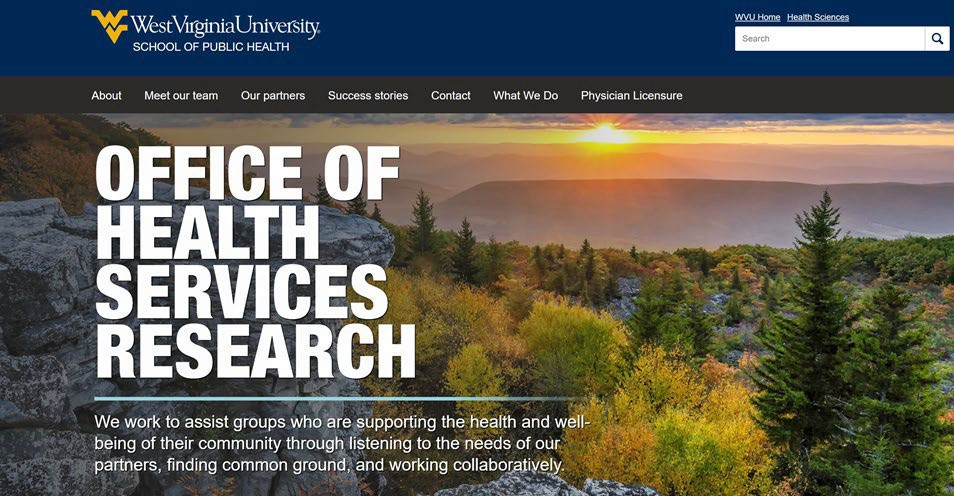 West Virginia University
SCHOOL OF PUBLIC HEALTH
WVU Home Health Sciences
Search
About Meet our team Our partners Success stories Contact What We Do Physician Licensure
OFFICE OF
HEALTH
SERVICES
RESEARCH
We work to assist groups who are supporting the health and well-
being of their community through listening to the needs of our
partners, finding common ground, and working collaboratively.